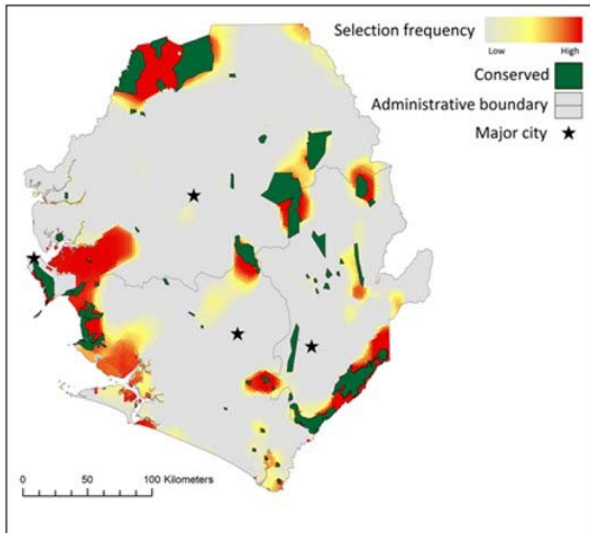 Selection frequency
Low High
Conserved
Administrative boundary
Major city
0 50 100 Kilometers